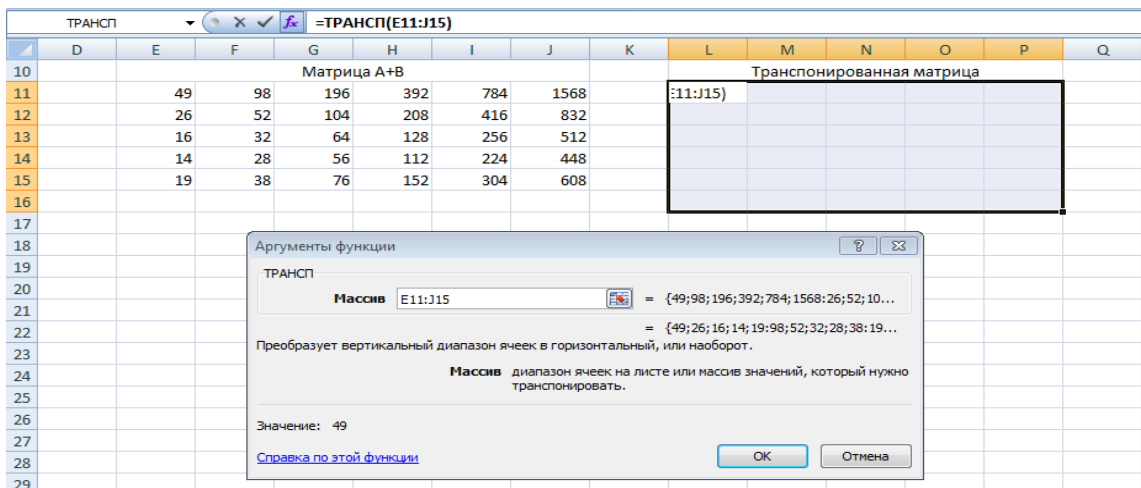 ТРАНСП fx =ТРАНСП(E11:J15)
D E F G H I J K L M N O P Q
10 Матрица A+B Транспонированная матрица
11 49 98 196 392 784 1568 E11:J15)
12 26 52 104 208 416 832
13 16 32 64 128 256 512
14 14 28 56 112 224 448
15 19 38 76 152 304 608
16
17
18 Аргументы функции ?
19 ТРАНСП
20 Массив E11:J15 = {49;98;196;392;784;1568:26;52;10...
21
22 = {49;26;16;14;19:98;52;32;28;38:19...
23 Преобразует вертикальный диапазон ячеек в горизонтальный, или наоборот.
24 Массив диапазон ячеек на листе или массив значений, который нужно
25 транспонировать.
26 Значение: 49
27
28 Справка по этой функции OK Отмена
29